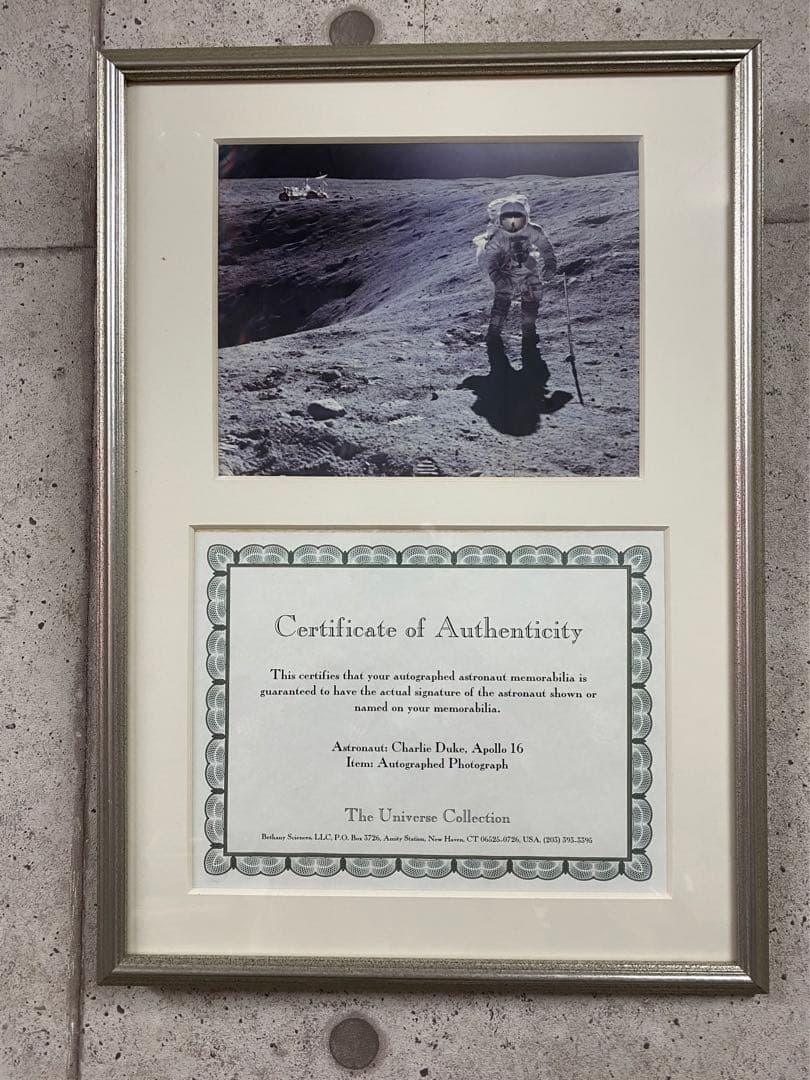 Certificate of Authenticity
This certifies that your autographed astronaut memorabilia is
guaranteed to have the actual signature of the astronaut shown or
named on your memorabilia.
Astronaut: Charlie Duke, Apollo 16
Item: Autographed Photograph
The Universe Collection
Bethany Sciences, LLC, P.O. Box 3726, Amity Station, New Haven, CT 06525-0726, USA, (203) 393-3395